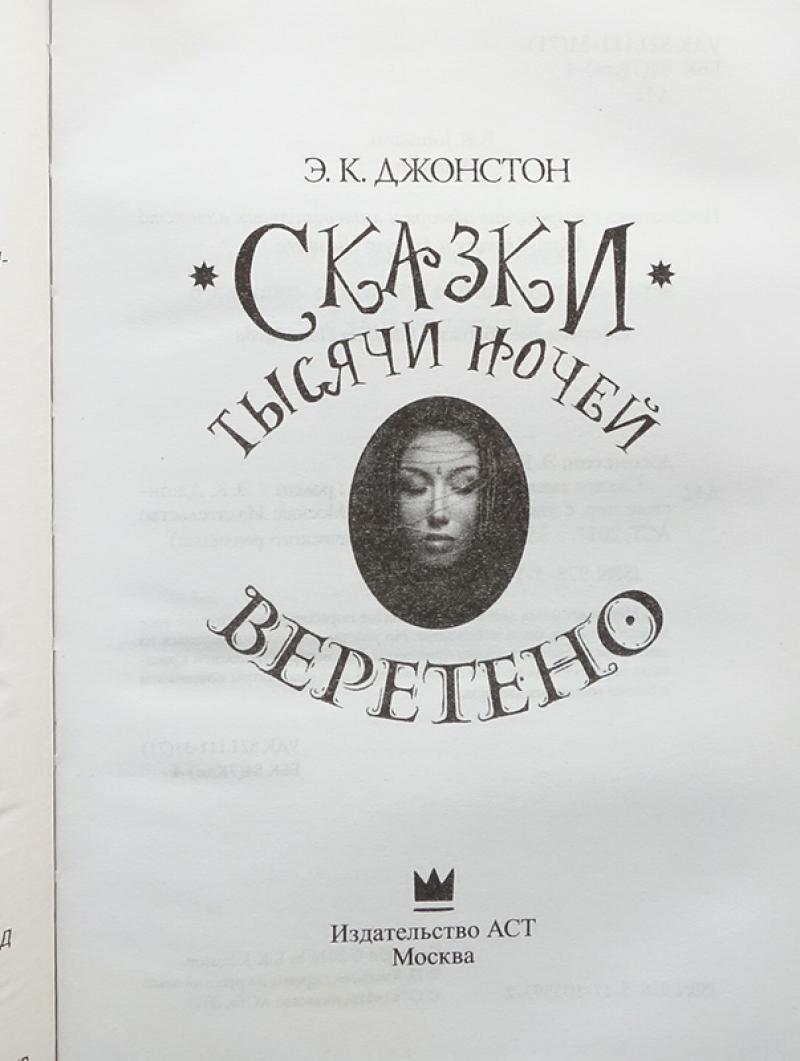 Э. К. ДЖОНСТОН
СКАЗКИ
ТЫСЯЧИ НОЧЕЙ
ВЕРЕТЕНО
Издательство АСТ
Москва